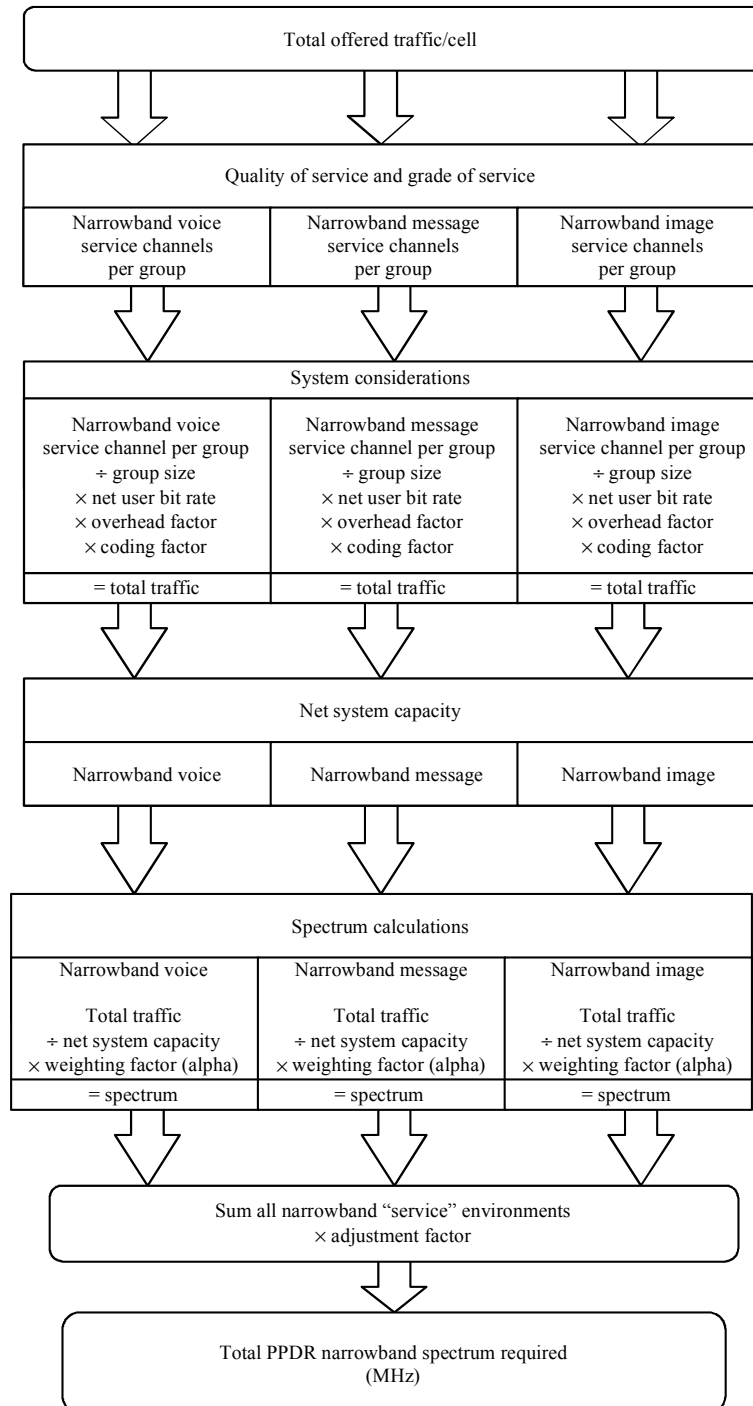 Total offered traffic/cell
Quality of service and grade of service
Narrowband voice
service channels
per group
Narrowband message
service channels
per group
Narrowband image
service channels
per group
System considerations
Narrowband voice
service channel per group
÷ group size
× net user bit rate
× overhead factor
× coding factor
Narrowband message
service channel per group
÷ group size
× net user bit rate
× overhead factor
× coding factor
Narrowband image
service channel per group
÷ group size
× net user bit rate
× overhead factor
× coding factor
= total traffic
= total traffic
= total traffic
Net system capacity
Narrowband voice
Narrowband message
Narrowband image
Spectrum calculations
Narrowband voice
Total traffic
÷ net system capacity
× weighting factor (alpha)
Narrowband message
Total traffic
÷ net system capacity
× weighting factor (alpha)
Narrowband image
Total traffic
÷ net system capacity
× weighting factor (alpha)
= spectrum
= spectrum
= spectrum
Sum all narrowband “service” environments
× adjustment factor
Total PPDR narrowband spectrum required
(MHz)